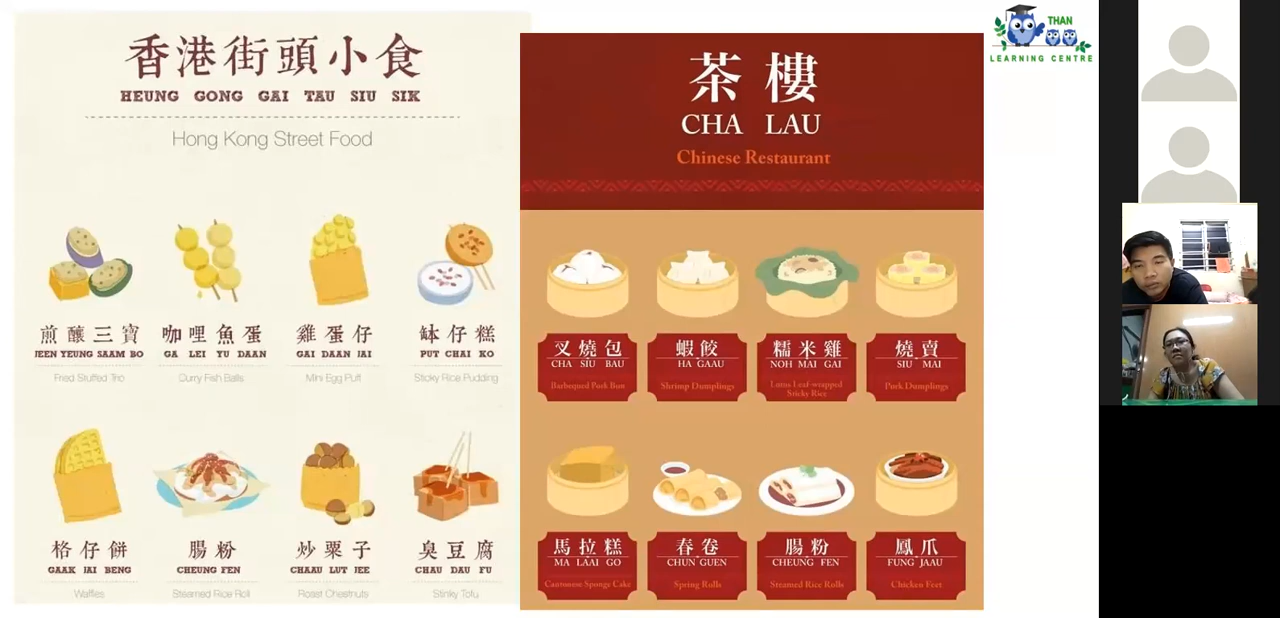 香港街頭小食
HEUNG GONG GAI TAU SIU SIK
Hong Kong Street Food
煎釀三寶
JEEN YEUNG SAAM BO
Fried Stuffed Trio
咖哩魚蛋
GA LEI YU DAAN
Curry Fish Balls
雞蛋仔
GAI DAAN JAI
Mini Egg Puff
缽仔糕
PUT CHAI KO
Sticky Rice Pudding
格仔餅
GAAK JAI BENG
Waffles
腸粉
CHEUNG FEN
Steamed Rice Roll
炒栗子
CHAAU LUT JEE
Roast Chestnuts
臭豆腐
CHAU DAU FU
Stinky Tofu
茶樓
CHA LAU
Chinese Restaurant
叉燒包
CHA SIU BAU
Barbequed Pork Bun
蝦餃
HA GAAU
Shrimp Dumplings
糯米雞
NOH MAI GAI
Lotus Leaf-wrapped
Sticky Rice
燒賣
SIU MAI
Pork Dumplings
馬拉糕
MA LAAI GO
Cantonese Sponge Cake
春卷
CHUN GUEN
Spring Rolls
腸粉
CHEUNG FEN
Steamed Rice Rolls
鳳爪
FUNG JAAU
Chicken Feet
THAN
LEARNING CENTRE